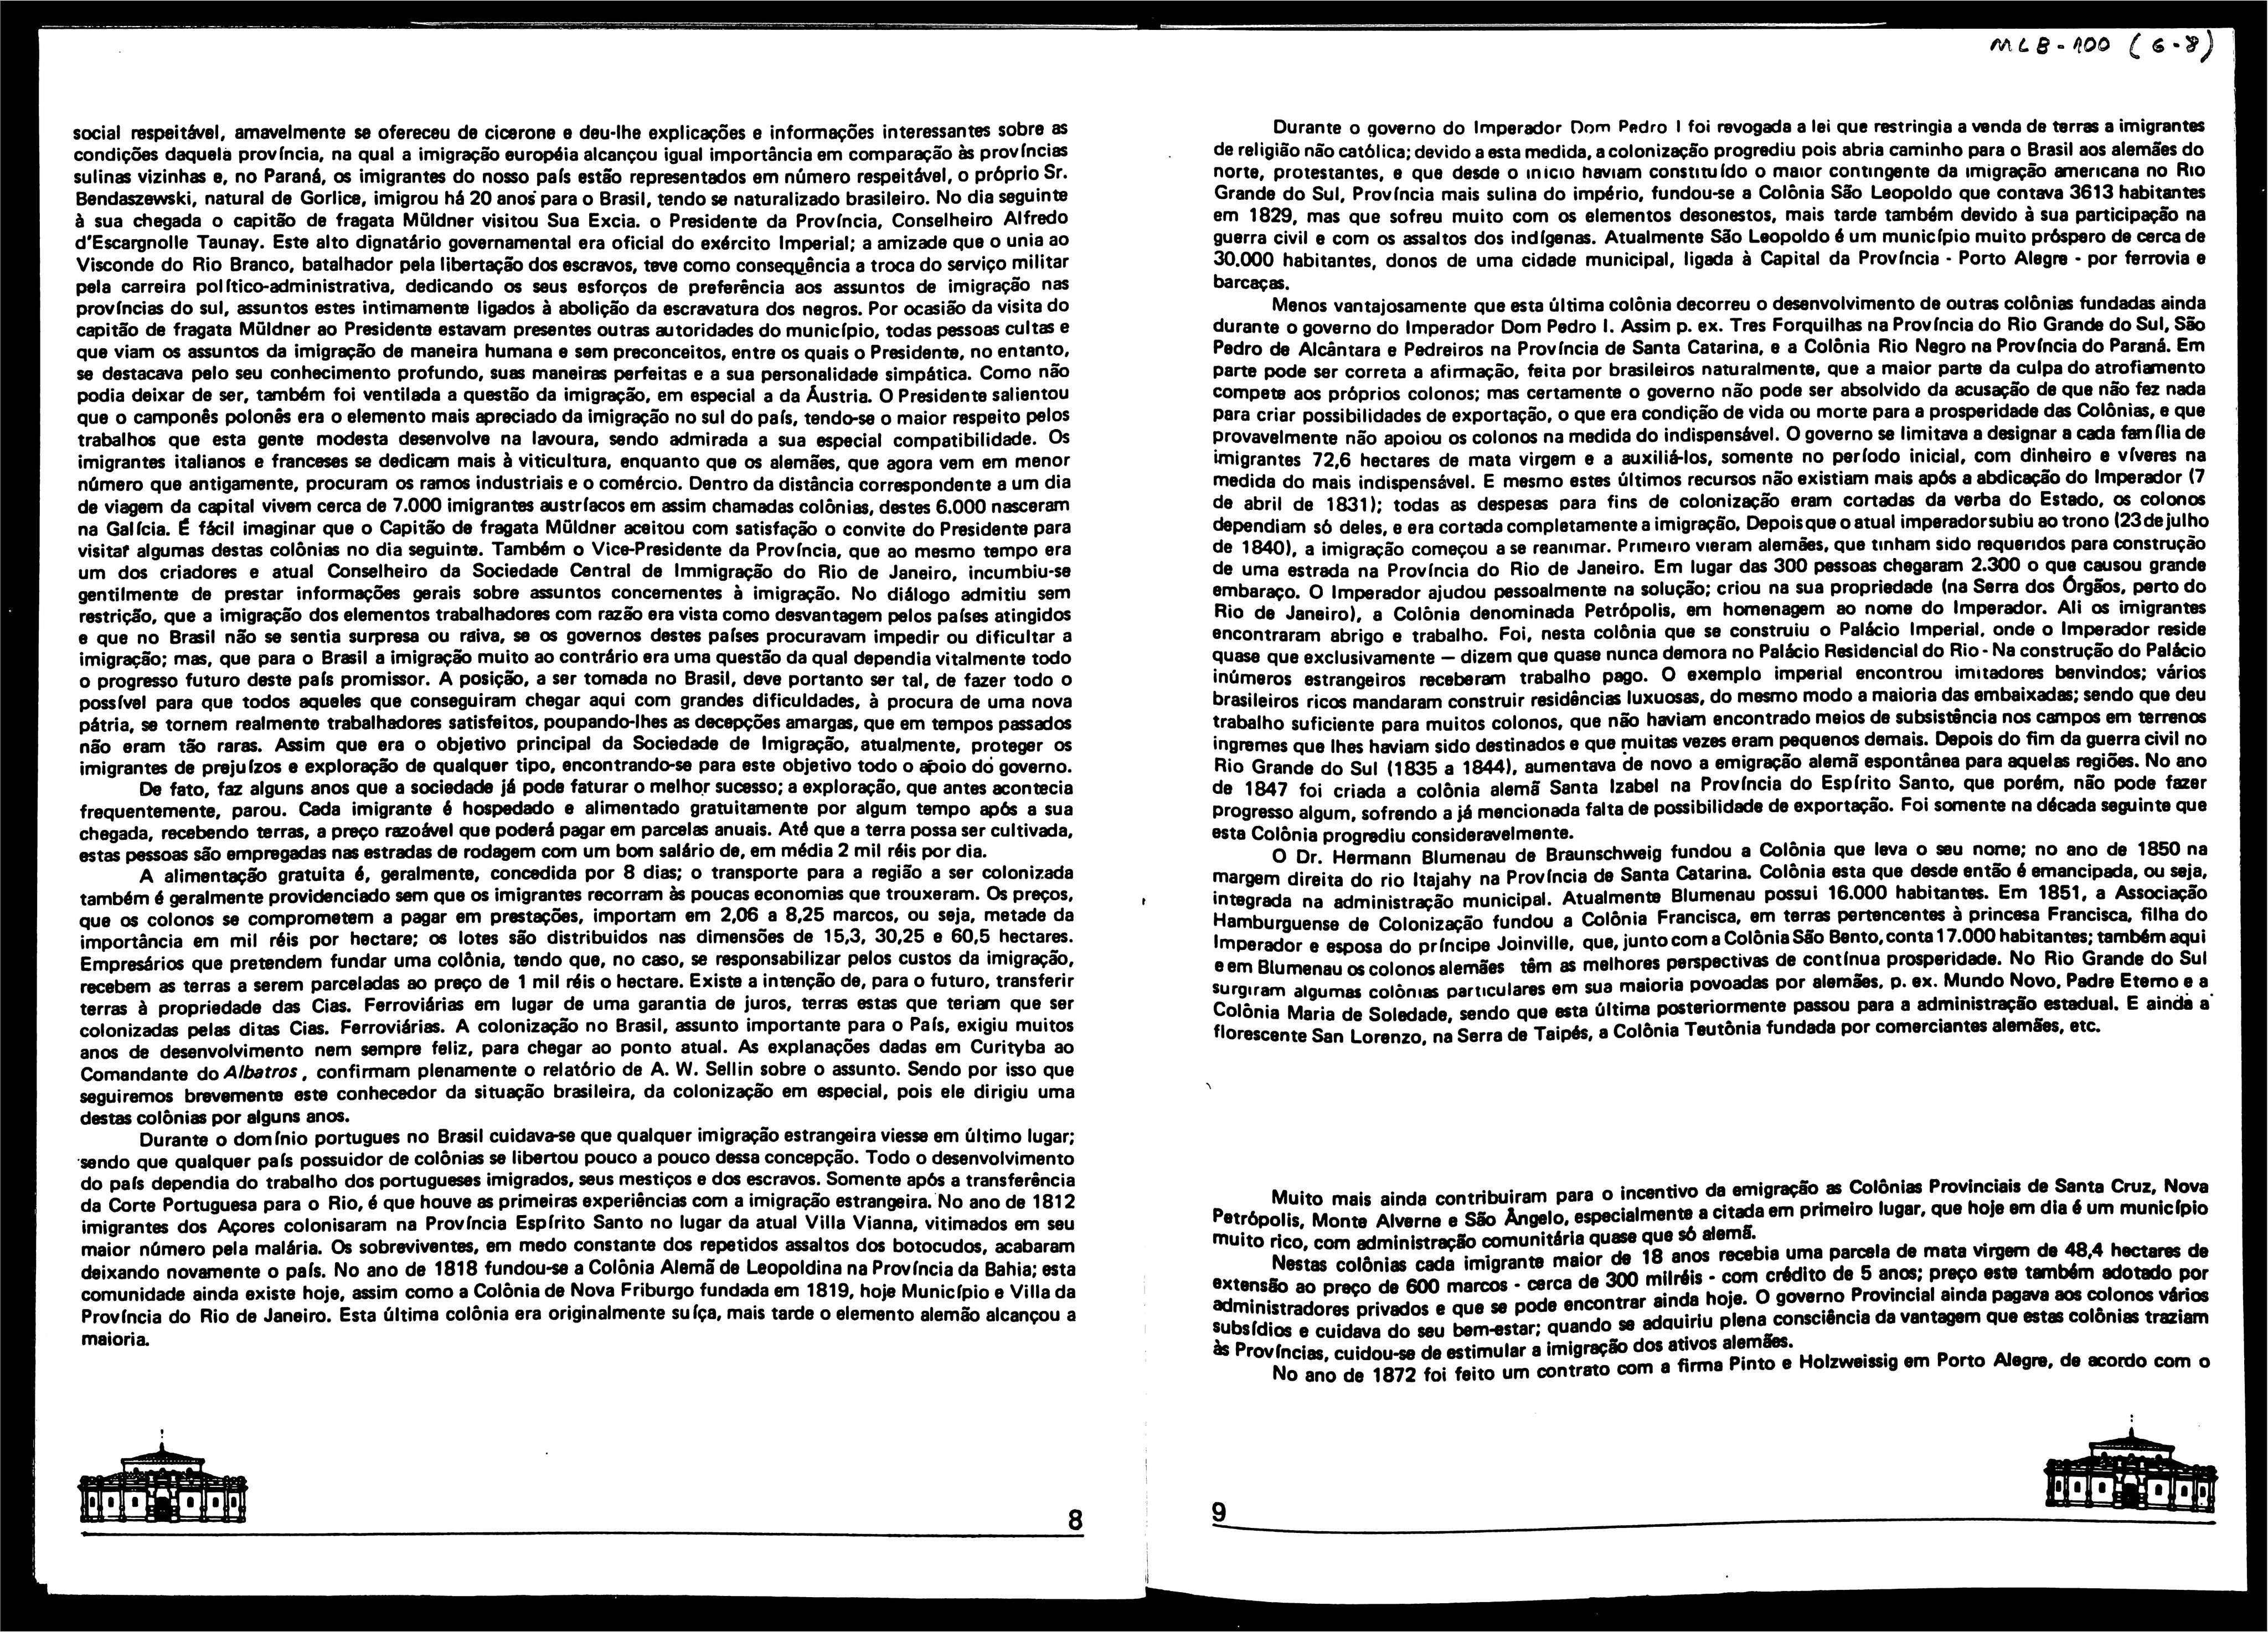 MLB-100 (6-8)
social respeitável, amavelmente se ofereceu de cicerone e deu-lhe explicações e informações interessantes sobre as
condições daquela província, na qual a imigração européia alcançou igual importância em comparação às províncias
sulinas vizinhas e, no Paraná, os imigrantes do nosso país estão representados em número respeitável, o próprio Sr.
Bendaszewski, natural de Gorlice, imigrou há 20 anos para o Brasil, tendo se naturalizado brasileiro. No dia seguinte
à sua chegada o capitão de fragata Müldner visitou Sua Excia. o Presidente da Província, Conselheiro Alfredo
d'Escargnolle Taunay. Este alto dignatário governamental era oficial do exército Imperial; a amizade que o unia ao
Visconde do Rio Branco, batalhador pela libertação dos escravos, teve como conseqüência a troca do serviço militar
pela carreira político-administrativa, dedicando os seus esforços de preferência aos assuntos de imigração nas
províncias do sul, assuntos estes intimamente ligados à abolição da escravatura dos negros. Por ocasião da visita do
capitão de fragata Müldner ao Presidente estavam presentes outras autoridades do município, todas pessoas cultas e
que viam os assuntos da imigração de maneira humana e sem preconceitos, entre os quais o Presidente, no entanto,
se destacava pelo seu conhecimento profundo, suas maneiras perfeitas e a sua personalidade simpática. Como não
podia deixar de ser, também foi ventilada a questão da imigração, em especial a da Áustria. O Presidente salientou
que o camponês polonês era o elemento mais apreciado da imigração no sul do país, tendo-se o maior respeito pelos
trabalhos que esta gente modesta desenvolve na lavoura, sendo admirada a sua especial compatibilidade. Os
imigrantes italianos e franceses se dedicam mais à viticultura, enquanto que os alemães, que agora vem em menor
número que antigamente, procuram os ramos industriais e o comércio. Dentro da distância correspondente a um dia
de viagem da capital vivem cerca de 7.000 imigrantes austríacos em assim chamadas colônias, destes 6.000 nasceram
na Galícia. É fácil imaginar que o Capitão de fragata Müldner aceitou com satisfação o convite do Presidente para
visitar algumas destas colônias no dia seguinte. Também o Vice-Presidente da Província, que ao mesmo tempo era
um dos criadores e atual Conselheiro da Sociedade Central de Immigração do Rio de Janeiro, incumbiu-se
gentilmente de prestar informações gerais sobre assuntos concernentes à imigração. No diálogo admitiu sem
restrição, que a imigração dos elementos trabalhadores com razão era vista como desvantagem pelos países atingidos
e que no Brasil não se sentia surpresa ou raiva, se os governos destes países procuravam impedir ou dificultar a
imigração; mas, que para o Brasil a imigração muito ao contrário era uma questão da qual dependia vitalmente todo
o progresso futuro deste país promissor. A posição, a ser tomada no Brasil, deve portanto ser tal, de fazer todo o
possível para que todos aqueles que conseguiram chegar aqui com grandes dificuldades, à procura de uma nova
pátria, se tornem realmente trabalhadores satisfeitos, poupando-lhes as decepções amargas, que em tempos passados
não eram tão raras. Assim que era o objetivo principal da Sociedade de Imigração, atualmente, proteger os
imigrantes de prejuízos e exploração de qualquer tipo, encontrando-se para este objetivo todo o apoio do governo.
De fato, faz alguns anos que a sociedade já pode faturar o melhor sucesso; a exploração, que antes acontecia
frequentemente, parou. Cada imigrante é hospedado e alimentado gratuitamente por algum tempo após a sua
chegada, recebendo terras, a preço razoável que poderá pagar em parcelas anuais. Até que a terra possa ser cultivada,
estas pessoas são empregadas nas estradas de rodagem com um bom salário de, em média 2 mil réis por dia.
A alimentação gratuita é, geralmente, concedida por 8 dias; o transporte para a região a ser colonizada
também é geralmente providenciado sem que os imigrantes recorram às poucas economias que trouxeram. Os preços,
que os colonos se comprometem a pagar em prestações, importam em 2,06 a 8,25 marcos, ou seja, metade da
importância em mil réis por hectare; os lotes são distribuidos nas dimensões de 15,3, 30,25 e 60,5 hectares.
Empresários que pretendem fundar uma colônia, tendo que, no caso, se responsabilizar pelos custos da imigração,
recebem as terras a serem parceladas ao preço de 1 mil réis o hectare. Existe a intenção de, para o futuro, transferir
terras à propriedade das Cias. Ferroviárias em lugar de uma garantia de juros, terras estas que teriam que ser
colonizadas pelas ditas Cias. Ferroviárias. A colonização no Brasil, assunto importante para o País, exigiu muitos
anos de desenvolvimento nem sempre feliz, para chegar ao ponto atual. As explanações dadas em Curityba ao
Comandante do Albatros, confirmam plenamente o relatório de A. W. Sellin sobre o assunto. Sendo por isso que
seguiremos brevemente este conhecedor da situação brasileira, da colonização em especial, pois ele dirigiu uma
destas colônias por alguns anos.
Durante o domínio portugues no Brasil cuidava-se que qualquer imigração estrangeira viesse em último lugar;
sendo que qualquer país possuidor de colônias se libertou pouco a pouco dessa concepção. Todo o desenvolvimento
do país dependia do trabalho dos portugueses imigrados, seus mestiços e dos escravos. Somente após a transferência
da Corte Portuguesa para o Rio, é que houve as primeiras experiências com a imigração estrangeira. No ano de 1812
imigrantes dos Açores colonisaram na Província Espírito Santo no lugar da atual Villa Vianna, vitimados em seu
maior número pela malária. Os sobreviventes, em medo constante dos repetidos assaltos dos botocudos, acabaram
deixando novamente o país. No ano de 1818 fundou-se a Colônia Alemã de Leopoldina na Província da Bahia; esta
comunidade ainda existe hoje, assim como a Colônia de Nova Friburgo fundada em 1819, hoje Município e Villa da
Província do Rio de Janeiro. Esta última colônia era originalmente suíça, mais tarde o elemento alemão alcançou a
maioria.
8
Durante o governo do Imperador Dom Pedro I foi revogada a lei que restringia a venda de terras a imigrantes
de religião não católica; devido a esta medida, a colonização progrediu pois abria caminho para o Brasil aos alemães do
norte, protestantes, e que desde o inicio haviam constituído o maior contingente da imigração americana no Rio
Grande do Sul, Província mais sulina do império, fundou-se a Colônia São Leopoldo que contava 3613 habitantes
em 1829, mas que sofreu muito com os elementos desonestos, mais tarde também devido à sua participação na
guerra civil e com os assaltos dos indígenas. Atualmente São Leopoldo é um município muito próspero de cerca de
30.000 habitantes, donos de uma cidade municipal, ligada à Capital da Província - Porto Alegre - por ferrovia e
barcaças.
Menos vantajosamente que esta última colônia decorreu o desenvolvimento de outras colônias fundadas ainda
durante o governo do Imperador Dom Pedro I. Assim p. ex. Tres Forquilhas na Província do Rio Grande do Sul, São
Pedro de Alcântara e Pedreiros na Província de Santa Catarina, e a Colônia Rio Negro na Província do Paraná. Em
parte pode ser correta a afirmação, feita por brasileiros naturalmente, que a maior parte da culpa do atrofiamento
compete aos próprios colonos; mas certamente o governo não pode ser absolvido da acusação de que não fez nada
para criar possibilidades de exportação, o que era condição de vida ou morte para a prosperidade das Colônias, e que
provavelmente não apoiou os colonos na medida do indispensável. O governo se limitava a designar a cada família de
imigrantes 72,6 hectares de mata virgem e a auxiliá-los, somente no período inicial, com dinheiro e víveres na
medida do mais indispensável. E mesmo estes últimos recursos não existiam mais após a abdicação do Imperador (7
de abril de 1831); todas as despesas para fins de colonização eram cortadas da verba do Estado, os colonos
dependiam só deles, e era cortada completamente a imigração, Depois que o atual imperador subiu ao trono (23 de julho
de 1840), a imigração começou a se reanimar. Primeiro vieram alemães, que tinham sido requeridos para construção
de uma estrada na Província do Rio de Janeiro. Em lugar das 300 pessoas chegaram 2.300 o que causou grande
embaraço. O Imperador ajudou pessoalmente na solução; criou na sua propriedade (na Serra dos Órgãos, perto do
Rio de Janeiro), a Colônia denominada Petrópolis, em homenagem ao nome do Imperador. Ali os imigrantes
encontraram abrigo e trabalho. Foi, nesta colônia que se construiu o Palácio Imperial, onde o Imperador reside
quase que exclusivamente — dizem que quase nunca demora no Palácio Residencial do Rio - Na construção do Palácio
inúmeros estrangeiros receberam trabalho pago. O exemplo imperial encontrou imitadores benvindos; vários
brasileiros ricos mandaram construir residências luxuosas, do mesmo modo a maioria das embaixadas; sendo que deu
trabalho suficiente para muitos colonos, que não haviam encontrado meios de subsistência nos campos em terrenos
ingremes que lhes haviam sido destinados e que muitas vezes eram pequenos demais. Depois do fim da guerra civil no
Rio Grande do Sul (1835 a 1844), aumentava de novo a emigração alemã espontânea para aquelas regiões. No ano
de 1847 foi criada a colônia alemã Santa Izabel na Província do Espírito Santo, que porém, não pode fazer
progresso algum, sofrendo a já mencionada falta de possibilidade de exportação. Foi somente na década seguinte que
esta Colônia progrediu consideravelmente.
O Dr. Hermann Blumenau de Braunschweig fundou a Colônia que leva o seu nome; no ano de 1850 na
margem direita do rio Itajahy na Província de Santa Catarina. Colônia esta que desde então é emancipada, ou seja,
integrada na administração municipal. Atualmente Blumenau possui 16.000 habitantes. Em 1851, a Associação
Hamburguense de Colonização fundou a Colônia Francisca, em terras pertencentes à princesa Francisca, filha do
Imperador e esposa do príncipe Joinville, que, junto com a Colônia São Bento, conta 17.000 habitantes; também aqui
e em Blumenau os colonos alemães têm as melhores perspectivas de contínua prosperidade. No Rio Grande do Sul
surgiram algumas colônias particulares em sua maioria povoadas por alemães, p. ex. Mundo Novo, Padre Eterno e a
Colônia Maria de Soledade, sendo que esta última posteriormente passou para a administração estadual. E ainda a
florescente San Lorenzo, na Serra de Taipés, a Colônia Teutônia fundada por comerciantes alemães, etc.
Muito mais ainda contribuiram para o incentivo da emigração as Colônias Provinciais de Santa Cruz, Nova
Petrópolis, Monte Alverne e São Ângelo, especialmente a citada em primeiro lugar, que hoje em dia é um município
muito rico, com administração comunitária quase que só alemã.
Nestas colônias cada imigrante maior de 18 anos recebia uma parcela de mata virgem de 48,4 hectares de
extensão ao preço de 600 marcos - cerca de 300 milréis - com crédito de 5 anos; preço este também adotado por
administradores privados e que se pode encontrar ainda hoje. O governo Provincial ainda pagava aos colonos vários
subsídios e cuidava do seu bem-estar; quando se adquiriu plena consciência da vantagem que estas colônias traziam
às Províncias, cuidou-se de estimular a imigração dos ativos alemães.
No ano de 1872 foi feito um contrato com a firma Pinto e Holzweissig em Porto Alegre, de acordo com o
9